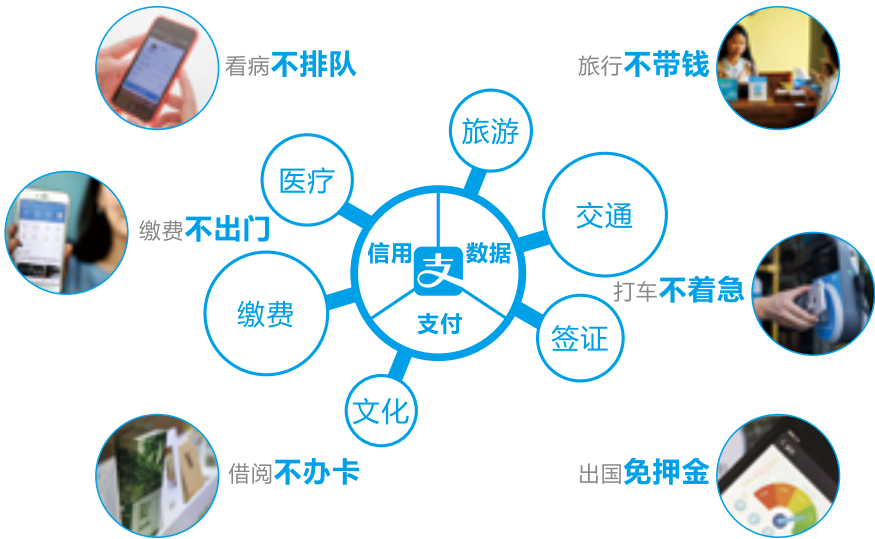 看病不排队
旅行不带钱
旅游
医疗
交通
缴费不出门
信用
数据
支
打车不着急
缴费
支付
签证
文化
借阅不办卡
出国免押金